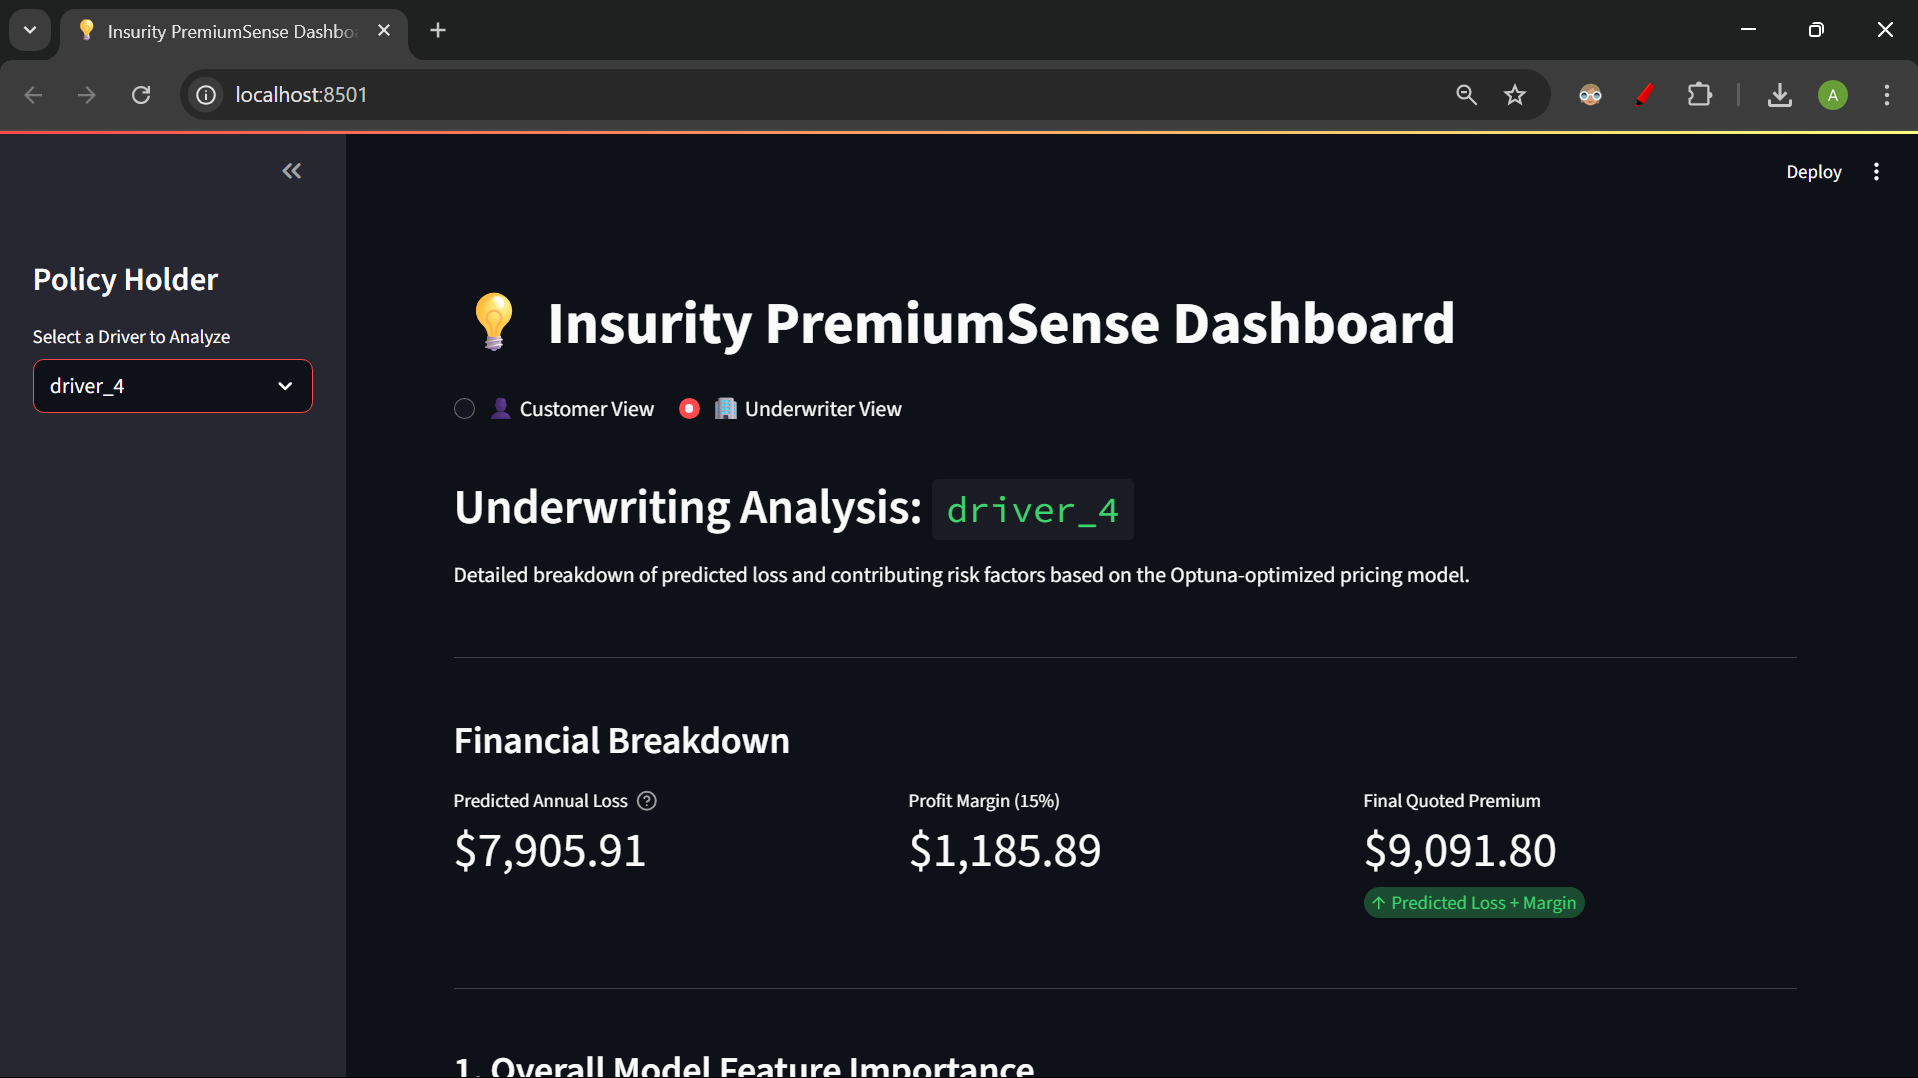 Insurity PremiumSense Dashbo
localhost:8501
A
Deploy
Policy Holder
Select a Driver to Analyze
driver_4
Insurity PremiumSense Dashboard
Customer View
Underwriter View
Underwriting Analysis: driver_4
Detailed breakdown of predicted loss and contributing risk factors based on the Optuna-optimized pricing model.
Financial Breakdown
Predicted Annual Loss
$7,905.91
Profit Margin (15%)
$1,185.89
Final Quoted Premium
$9,091.80
↑ Predicted Loss + Margin
1. Overall Model Feature Importance